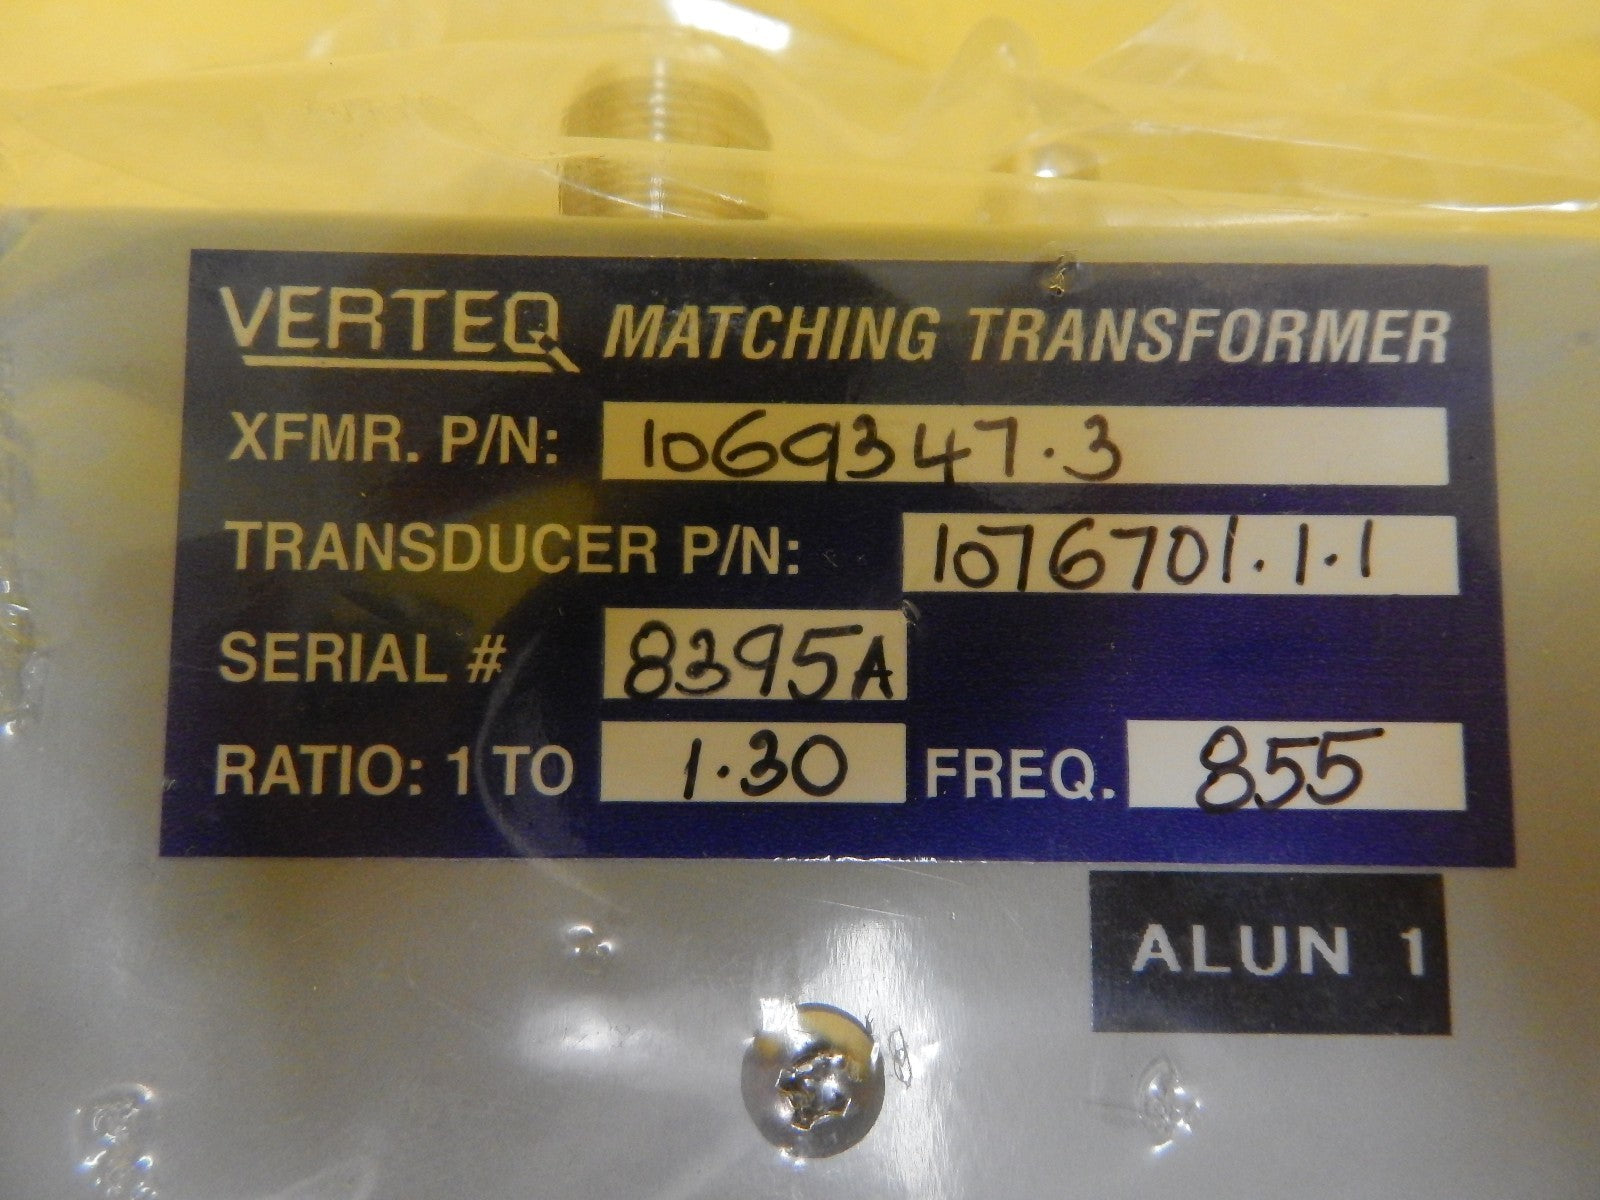 VERTEQ MATCHING TRANSFORMER
XFMR. P/N: 1069347.3
TRANSDUCER P/N: 1076701.1.1
SERIAL # 8395A
RATIO: 1 TO 1.30 FREQ. 855
ALUN 1